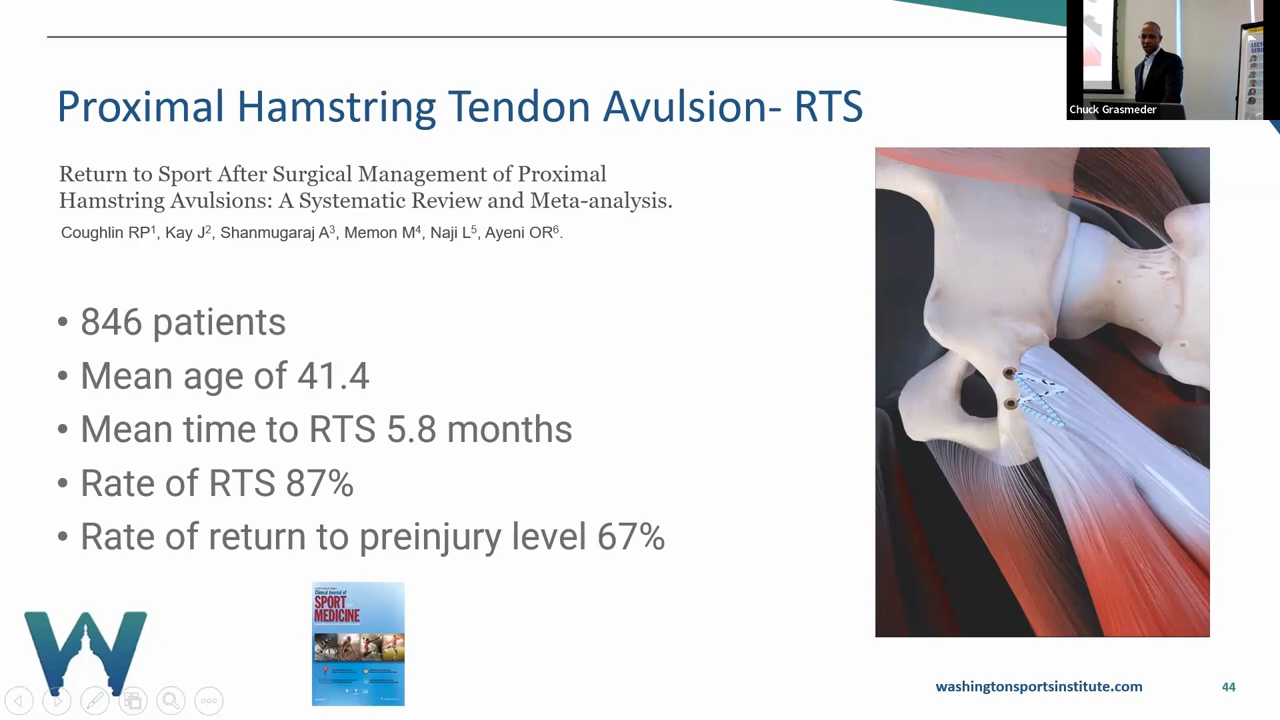 Chuck Grasmeder
Proximal Hamstring Tendon Avulsion- RTS
Return to Sport After Surgical Management of Proximal
Hamstring Avulsions: A Systematic Review and Meta-analysis.
Coughlin RP1, Kay J2, Shanmugaraj A3, Memon M4, Naji L5, Ayeni OR6.
• 846 patients
• Mean age of 41.4
• Mean time to RTS 5.8 months
• Rate of RTS 87%
• Rate of return to preinjury level 67%
Clinical Journal of
SPORT
MEDICINE
W
washingtonsportsinstitute.com
44